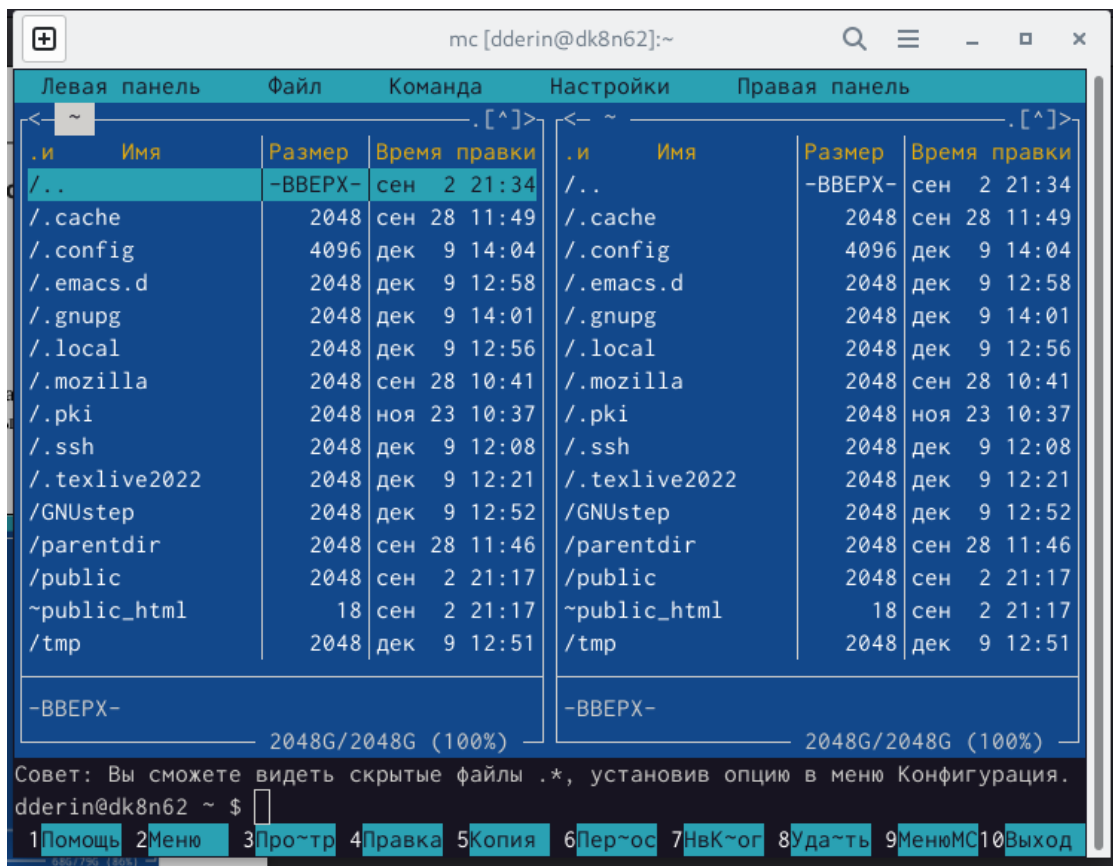 mc [dderin@dk8n62]:~
Левая панель Файл Команда Настройки Правая панель
<— ~ .[^]> <— ~ .[^]>
.и Имя Размер Время правки .и Имя Размер Время правки
/.. -ВВЕРХ- сен 2 21:34 /.. -ВВЕРХ- сен 2 21:34
/.cache 2048 сен 28 11:49 /.cache 2048 сен 28 11:49
/.config 4096 дек 9 14:04 /.config 4096 дек 9 14:04
/.emacs.d 2048 дек 9 12:58 /.emacs.d 2048 дек 9 12:58
/.gnupg 2048 дек 9 14:01 /.gnupg 2048 дек 9 14:01
/.local 2048 дек 9 12:56 /.local 2048 дек 9 12:56
/.mozilla 2048 сен 28 10:41 /.mozilla 2048 сен 28 10:41
/.pki 2048 ноя 23 10:37 /.pki 2048 ноя 23 10:37
/.ssh 2048 дек 9 12:08 /.ssh 2048 дек 9 12:08
/.texlive2022 2048 дек 9 12:21 /.texlive2022 2048 дек 9 12:21
/GNUstep 2048 дек 9 12:52 /GNUstep 2048 дек 9 12:52
/parentdir 2048 сен 28 11:46 /parentdir 2048 сен 28 11:46
/public 2048 сен 2 21:17 /public 2048 сен 2 21:17
~public_html 18 сен 2 21:17 ~public_html 18 сен 2 21:17
/tmp 2048 дек 9 12:51 /tmp 2048 дек 9 12:51
-ВВЕРХ- -ВВЕРХ-
2048G/2048G (100%) 2048G/2048G (100%)
Совет: Вы сможете видеть скрытые файлы .*, установив опцию в меню Конфигурация.
dderin@dk8n62 ~ $
1Помощь 2Меню 3Про~тр 4Правка 5Копия 6Пер~ос 7НвК~ог 8Уда~ть 9МенюМС10Выход
68G/79G (86%)